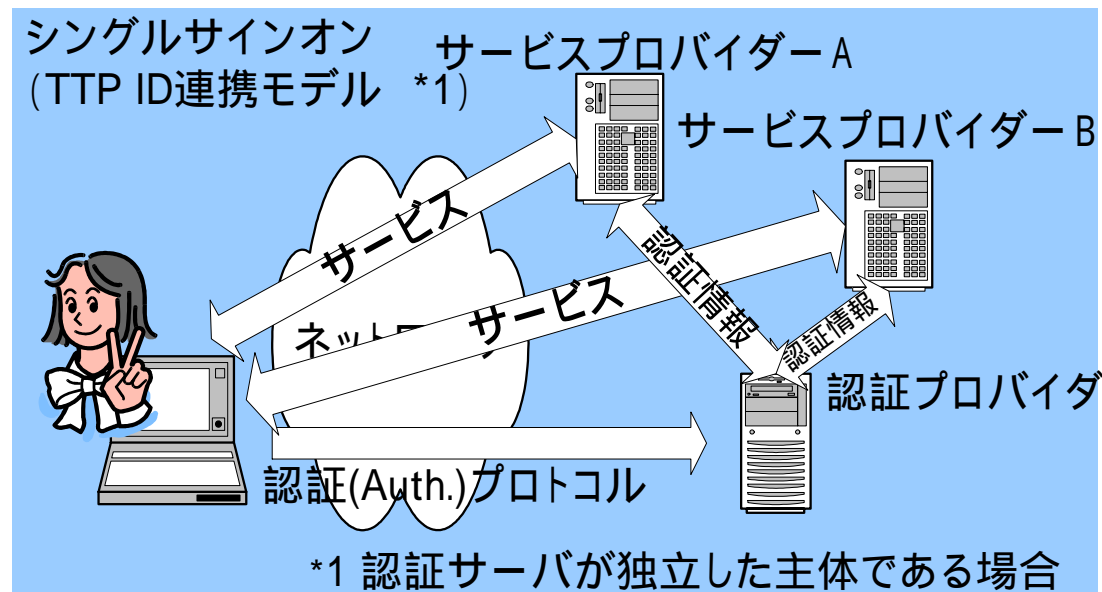 シングルサインオン
(TTP ID連携モデル *1)
サービスプロバイダーA
サービスプロバイダーB
サービス
認証情報
サービス
認証情報
ネット
認証プロバイダ
認証(Auth.)プロトコル
*1 認証サーバが独立した主体である場合